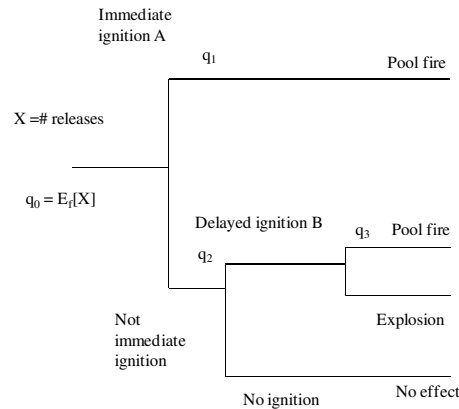 Immediate
ignition A
q₁
Pool fire
X =# releases
q₀ = E_f[X]
Delayed ignition B
q₃
Pool fire
q₂
Explosion
Not
immediate
ignition
No ignition
No effect